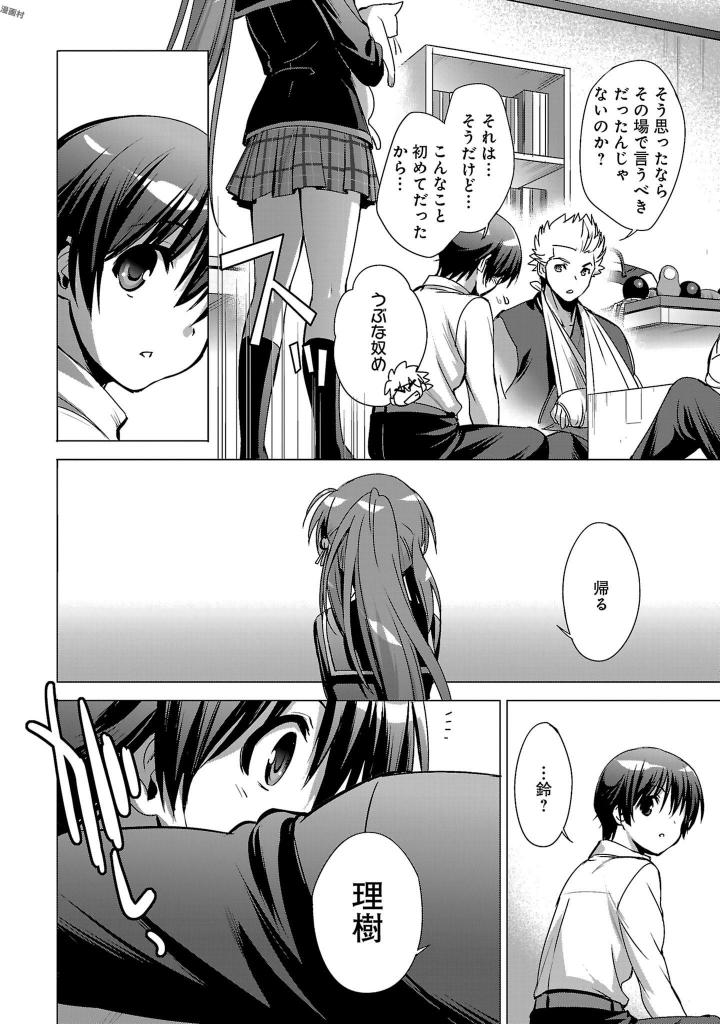 漫画村
そう思ったなら
その場で言うべき
だったんじゃ
ないのか?
それは…
そうだけど…
こんなこと
初めてだった
から…
うぶな奴め
帰る
…鈴?
理樹